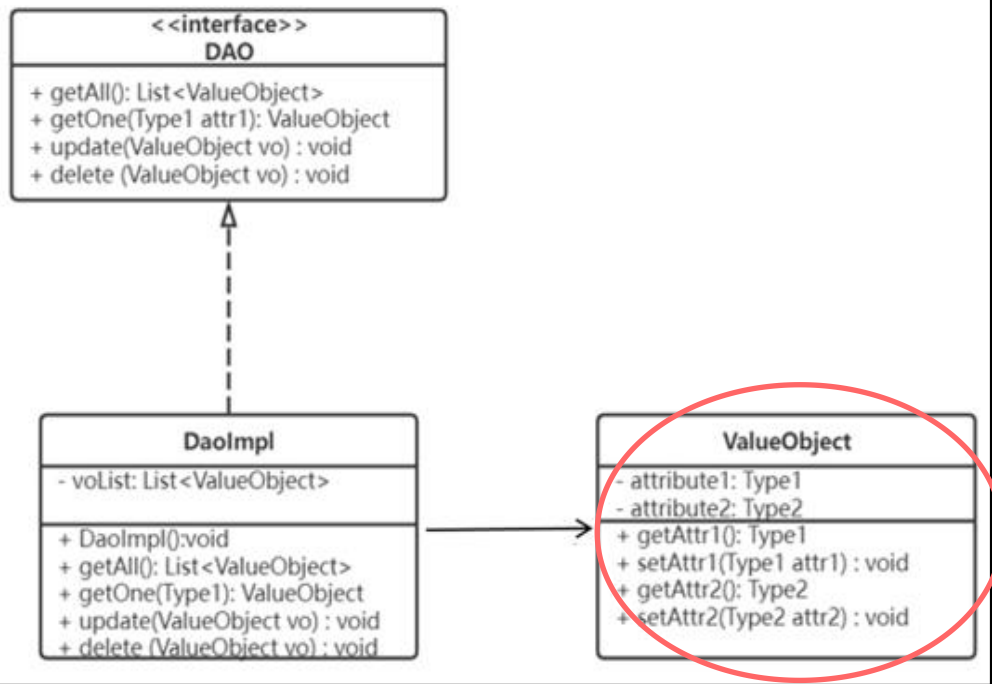 <<interface>>
DAO
+ getAll(): List<ValueObject>
+ getOne(Type1 attr1): ValueObject
+ update(ValueObject vo) : void
+ delete (ValueObject vo) : void
DaoImpl
- voList: List<ValueObject>
+ DaoImpl():void
+ getAll(): List<ValueObject>
+ getOne(Type1): ValueObject
+ update(ValueObject vo) : void
+ delete (ValueObject vo) : void
ValueObject
- attribute1: Type1
- attribute2: Type2
+ getAttr1(): Type1
+ setAttr1(Type1 attr1) : void
+ getAttr2(): Type2
+ setAttr2(Type2 attr2) : void